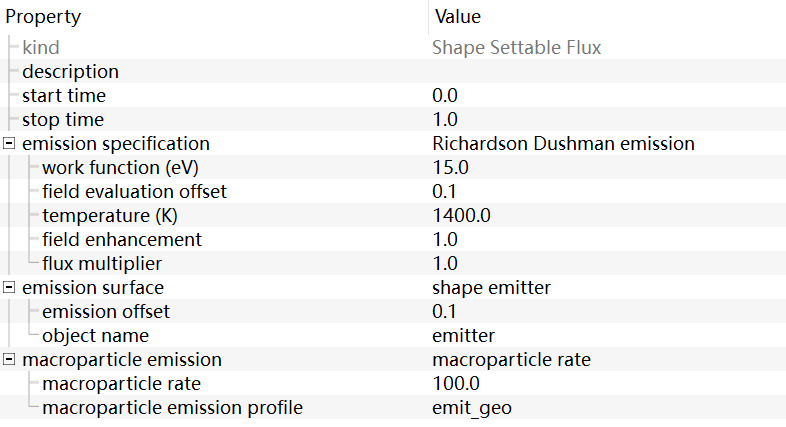 Property Value
kind Shape Settable Flux
description
start time 0.0
stop time 1.0
emission specification Richardson Dushman emission
work function (eV) 15.0
field evaluation offset 0.1
temperature (K) 1400.0
field enhancement 1.0
flux multiplier 1.0
emission surface shape emitter
emission offset 0.1
object name emitter
macroparticle emission macroparticle rate
macroparticle rate 100.0
macroparticle emission profile emit_geo